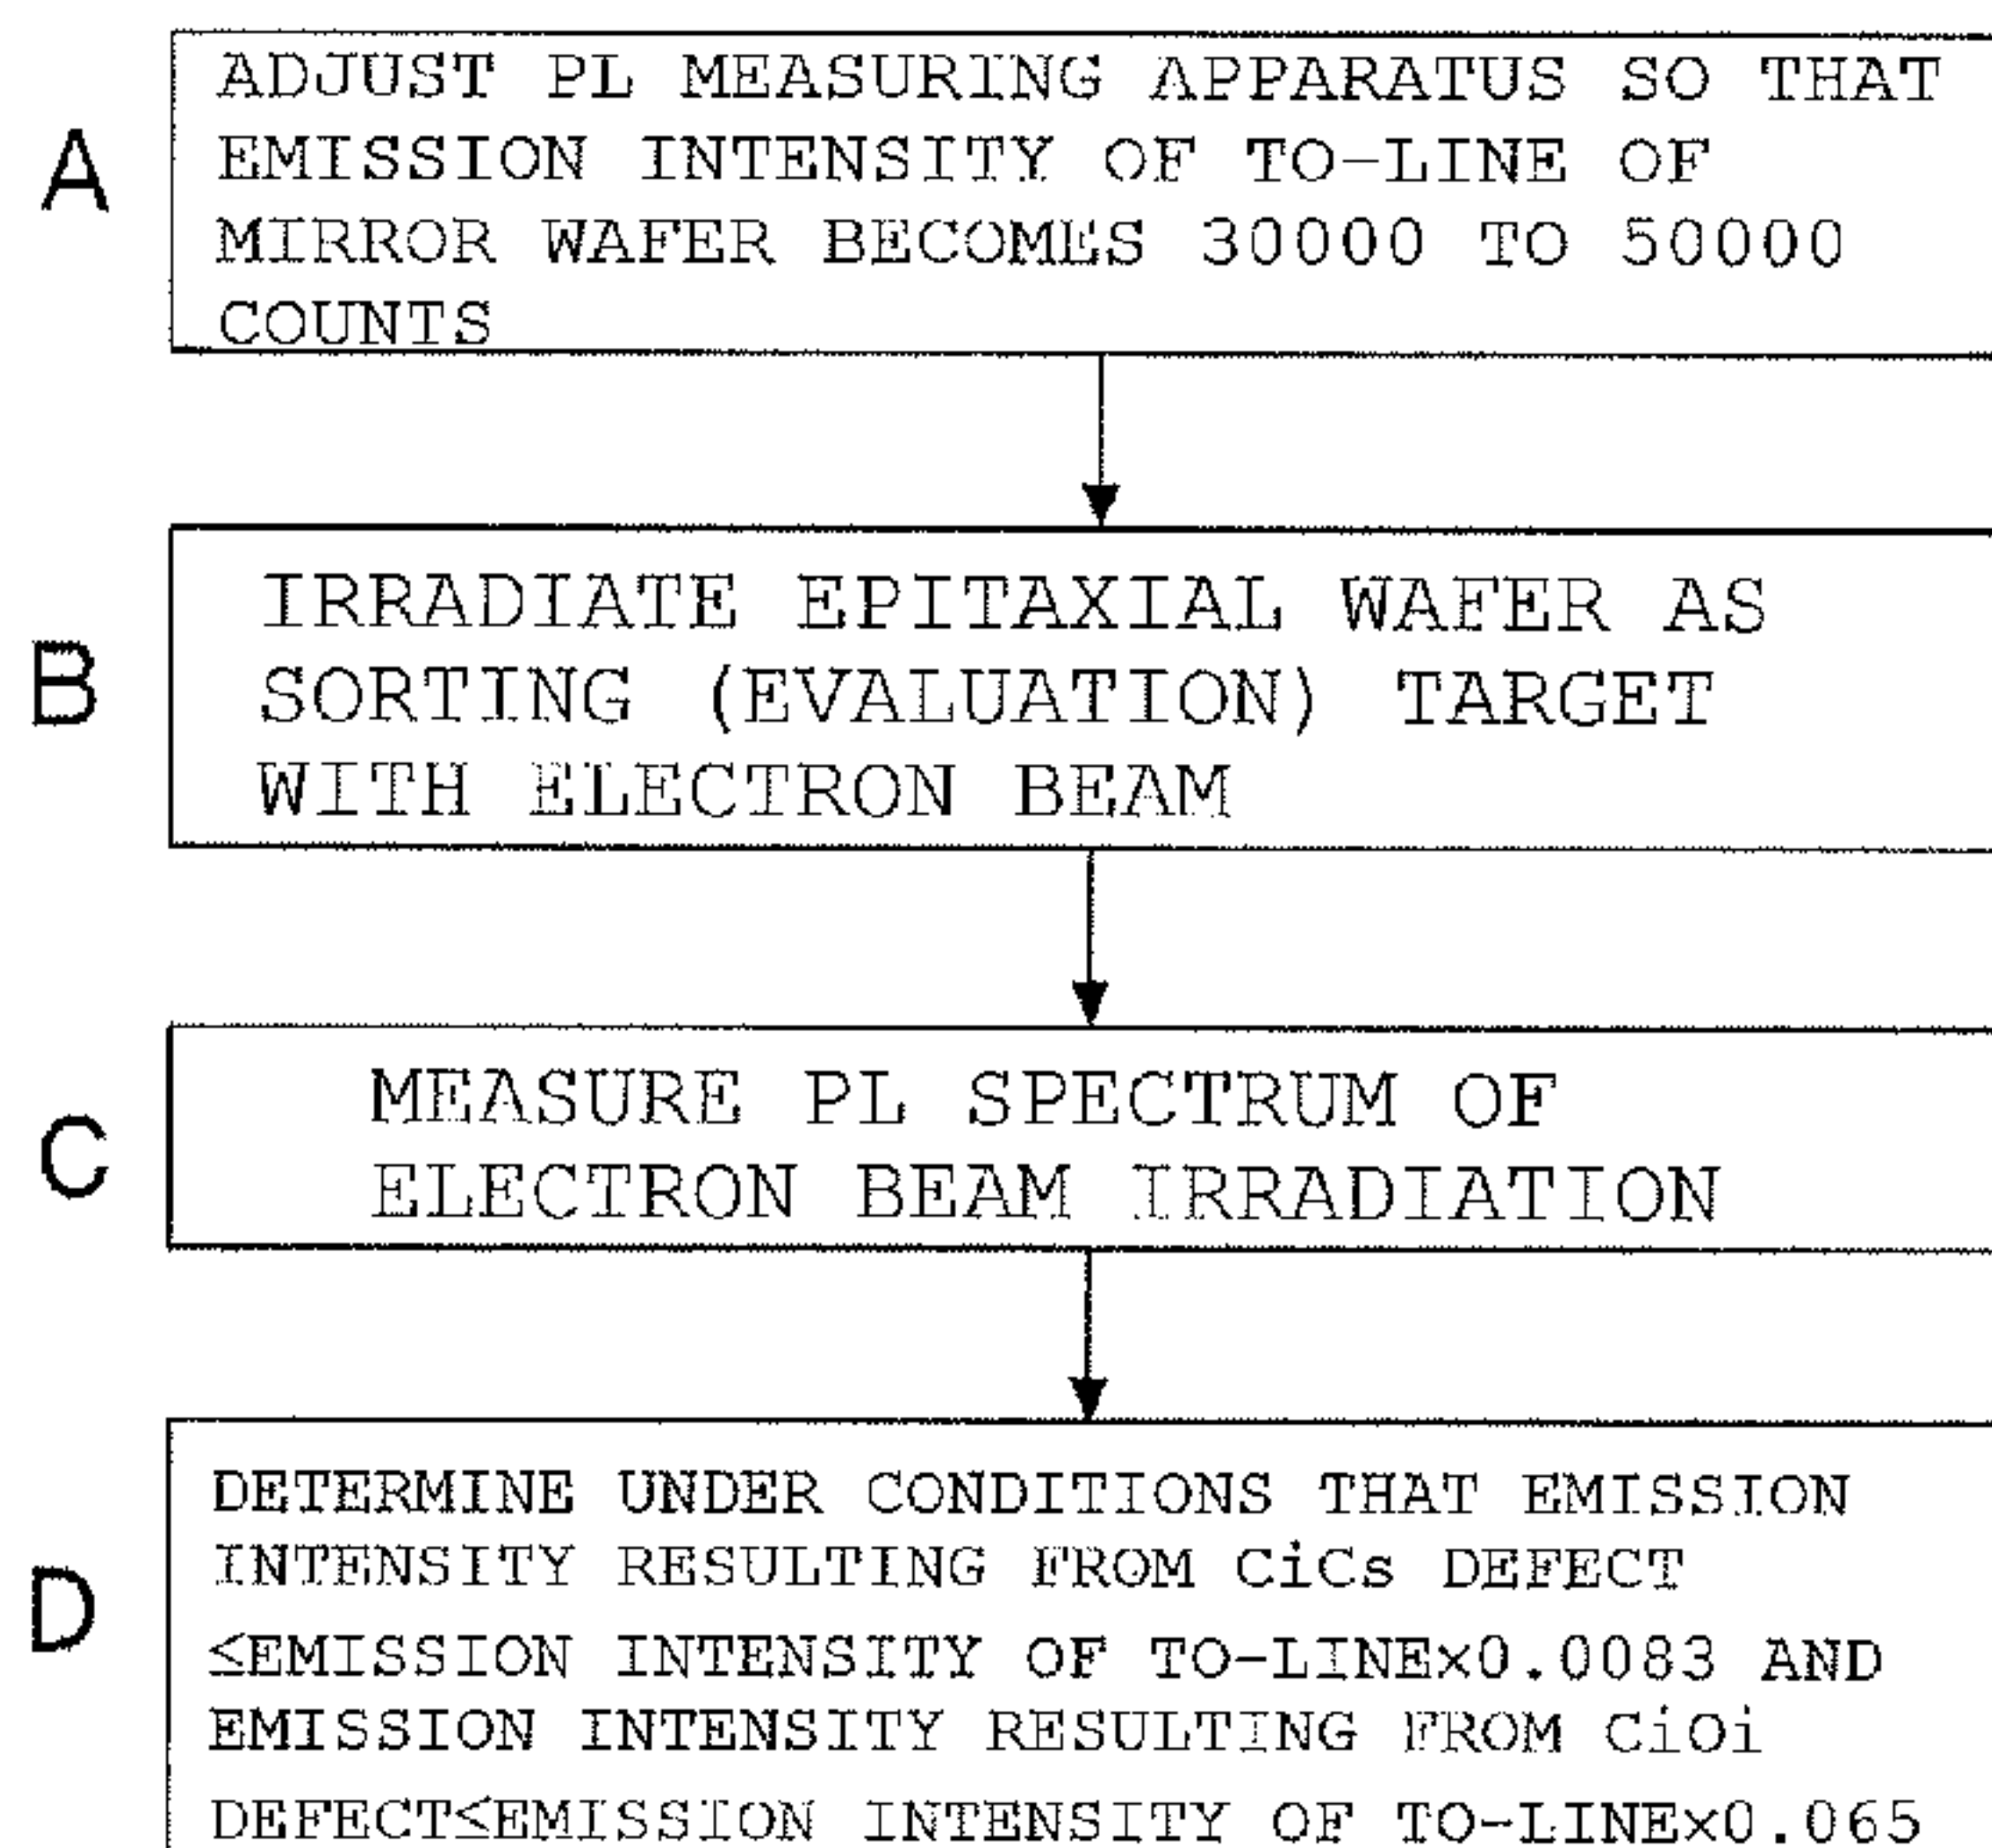 A
ADJUST PL MEASURING APPARATUS SO THAT
EMISSION INTENSITY OF TO-LINE OF
MIRROR WAFER BECOMES 30000 TO 50000
COUNTS
B
IRRADIATE EPITAXIAL WAFER AS
SORTING (EVALUATION) TARGET
WITH ELECTRON BEAM
C
MEASURE PL SPECTRUM OF
ELECTRON BEAM IRRADIATION
D
DETERMINE UNDER CONDITIONS THAT EMISSION
INTENSITY RESULTING FROM CiCs DEFECT
≤EMISSION INTENSITY OF TO-LINE×0.0083 AND
EMISSION INTENSITY RESULTING FROM CiOi
DEFECT≤EMISSION INTENSITY OF TO-LINE×0.065